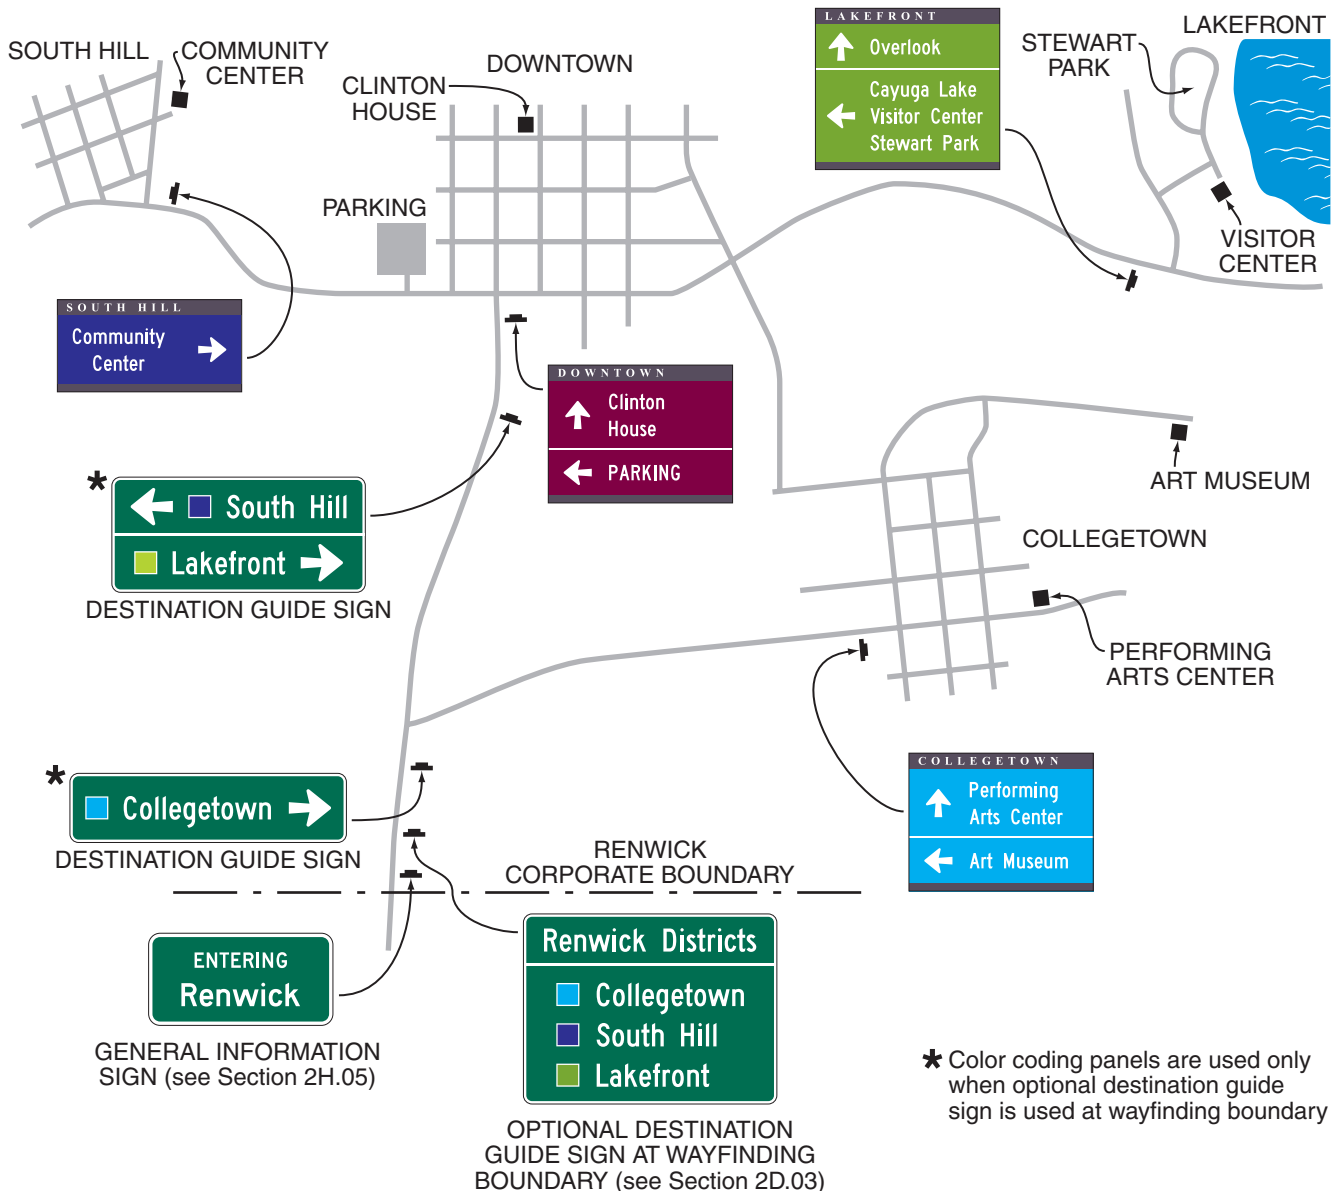 SOUTH HILL
COMMUNITY
CENTER
CLINTON
HOUSE
DOWNTOWN
LAKEFRONT
Overlook
Cayuga Lake
Visitor Center
Stewart Park
STEWART
PARK
LAKEFRONT
PARKING
VISITOR
CENTER
SOUTH HILL
Community
Center
DOWNTOWN
Clinton
House
PARKING
* South Hill
Lakefront
DESTINATION GUIDE SIGN
ART MUSEUM
COLLEGETOWN
PERFORMING
ARTS CENTER
COLLEGETOWN
Performing
Arts Center
Art Museum
* Collegetown
DESTINATION GUIDE SIGN
RENWICK
CORPORATE BOUNDARY
ENTERING
Renwick
GENERAL INFORMATION
SIGN (see Section 2H.05)
Renwick Districts
Collegetown
South Hill
Lakefront
OPTIONAL DESTINATION
GUIDE SIGN AT WAYFINDING
BOUNDARY (see Section 2D.03)
* Color coding panels are used only
when optional destination guide
sign is used at wayfinding boundary